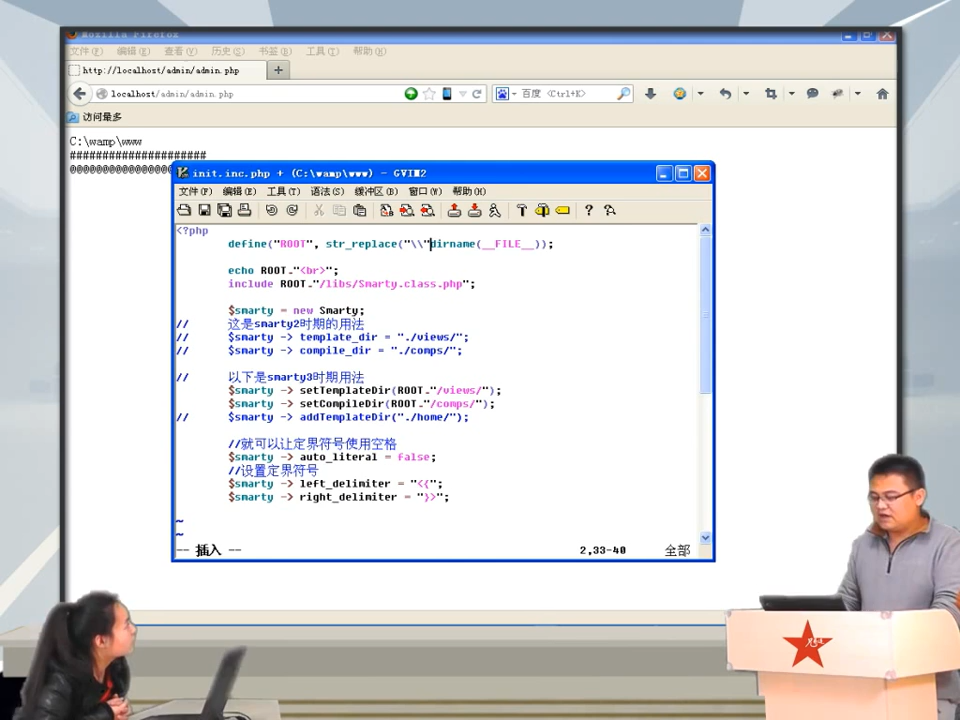 Mozilla Firefox
文件(F) 编辑(E) 查看(V) 历史(S) 书签(B) 工具(T) 帮助(H)
http://localhost/admin/admin.php
localhost/admin/admin.php
百度 <Ctrl+K>
访问最多
C:\wamp\www
#####################
init.inc.php + (C:\wamp\www) - GVIM2
文件(F) 编辑(E) 工具(T) 语法(S) 缓冲区(B) 窗口(W) 帮助(H)
<?php
define("ROOT", str_replace("\\"dirname(__FILE__));
echo ROOT."<br>";
include ROOT."/libs/Smarty.class.php";
$smarty = new Smarty;
// 这是smarty2时期的用法
// $smarty -> template_dir = "./views/";
// $smarty -> compile_dir = "./comps/";
// 以下是smarty3时期用法
$smarty -> setTemplateDir(ROOT."/views/");
$smarty -> setCompileDir(ROOT."/comps/");
// $smarty -> addTemplateDir("./home/");
//就可以让定界符号使用空格
$smarty -> auto_literal = false;
//设置定界符号
$smarty -> left_delimiter = "<{";
$smarty -> right_delimiter = "}>";
~
~
-- 插入 -- 2,33-40 全部